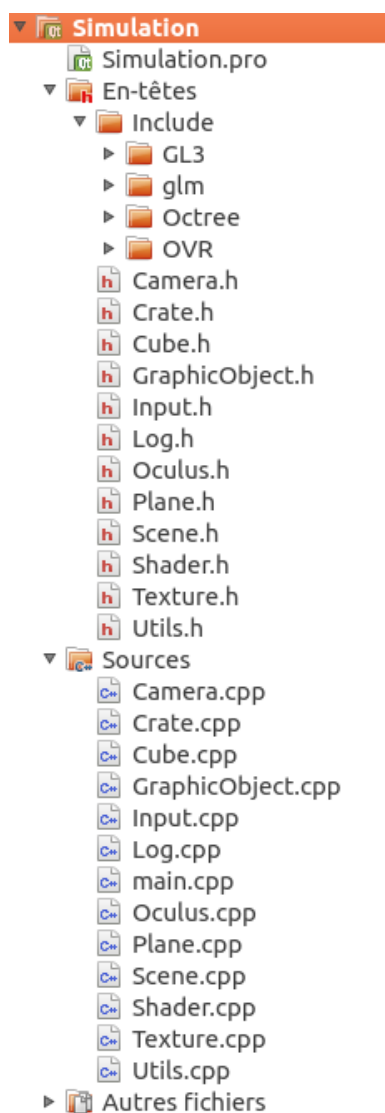 Simulation
Simulation.pro
En-têtes
Include
GL3
glm
Octree
OVR
Camera.h
Crate.h
Cube.h
GraphicObject.h
Input.h
Log.h
Oculus.h
Plane.h
Scene.h
Shader.h
Texture.h
Utils.h
Sources
Camera.cpp
Crate.cpp
Cube.cpp
GraphicObject.cpp
Input.cpp
Log.cpp
main.cpp
Oculus.cpp
Plane.cpp
Scene.cpp
Shader.cpp
Texture.cpp
Utils.cpp
Autres fichiers